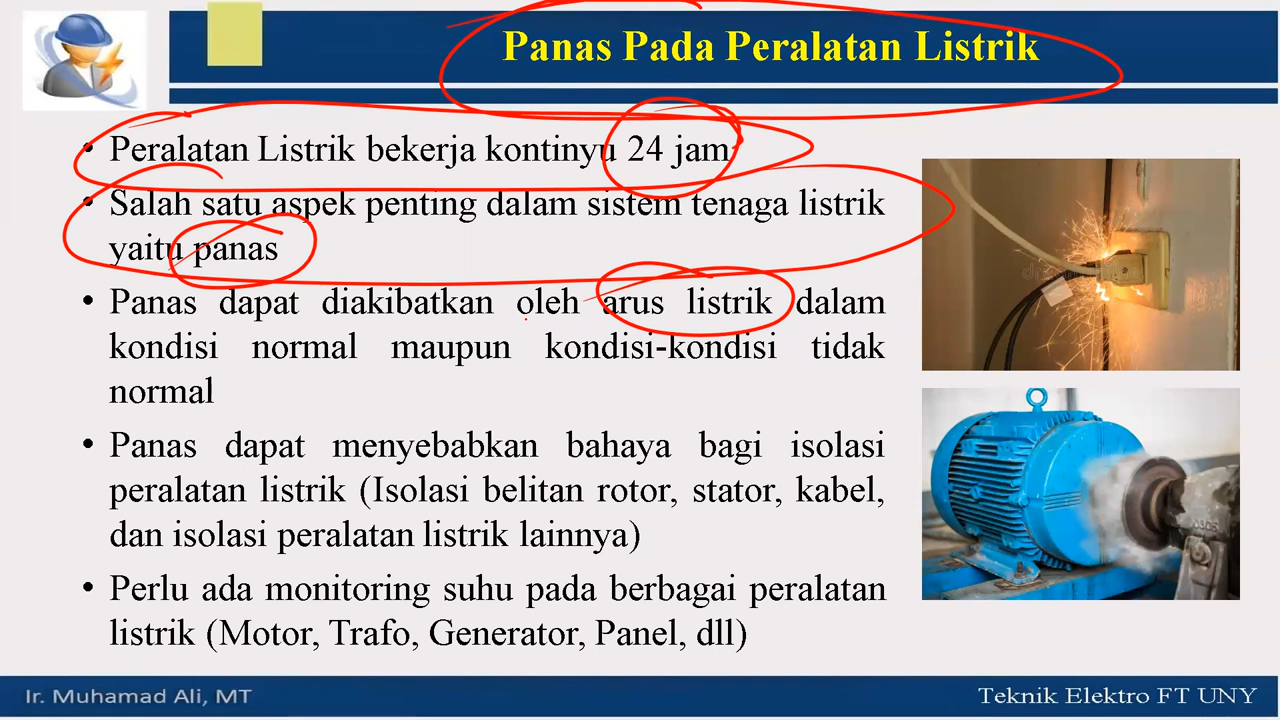 Panas Pada Peralatan Listrik
• Peralatan Listrik bekerja kontinyu 24 jam
• Salah satu aspek penting dalam sistem tenaga listrik
yaitu panas
• Panas dapat diakibatkan oleh arus listrik dalam
kondisi normal maupun kondisi-kondisi tidak
normal
• Panas dapat menyebabkan bahaya bagi isolasi
peralatan listrik (Isolasi belitan rotor, stator, kabel,
dan isolasi peralatan listrik lainnya)
• Perlu ada monitoring suhu pada berbagai peralatan
listrik (Motor, Trafo, Generator, Panel, dll)
Ir. Muhamad Ali, MT
Teknik Elektro FT UNY